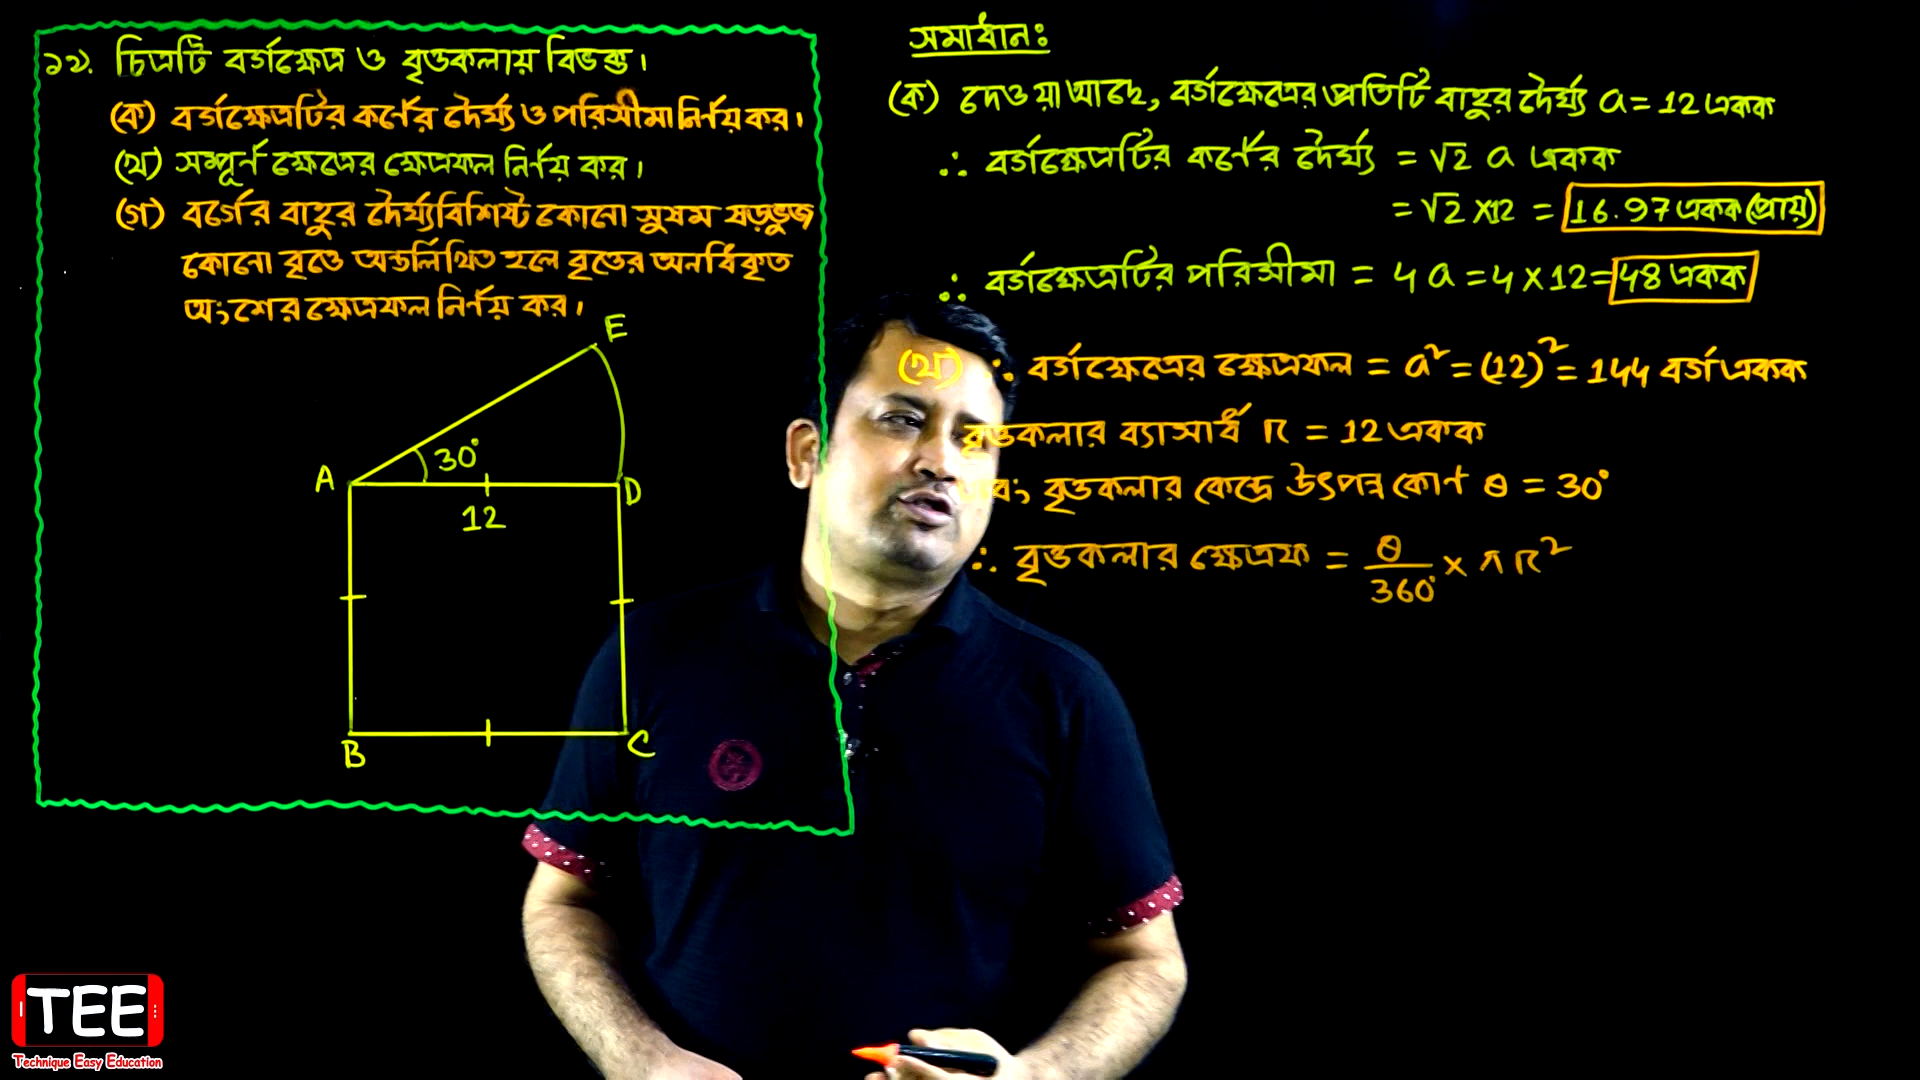 ১২. চিত্রটি বর্গক্ষেত্র ও বৃত্তকলায় বিভক্ত।
(ক) বর্গক্ষেত্রটির কর্ণের দৈর্ঘ্য ও পরিসীমা নির্ণয় কর।
(খ) সম্পূর্ণ ক্ষেত্রের ক্ষেত্রফল নির্ণয় কর।
(গ) বর্গের বাহুর দৈর্ঘ্যবিশিষ্ট কোনো সুষম ষড়ভুজ
কোনো বৃত্তে অন্তর্লিখিত হলে বৃত্তের অনধিকৃত
অংশের ক্ষেত্রফল নির্ণয় কর।
E
30°
A
D
12
B
C
সমাধানঃ
(ক) দেওয়া আছে, বর্গক্ষেত্রের প্রতিটি বাহুর দৈর্ঘ্য a = 12 একক
∴ বর্গক্ষেত্রটির কর্ণের দৈর্ঘ্য = √2 a একক
= √2 × 12 = 16.97 একক (প্রায়)
∴ বর্গক্ষেত্রটির পরিসীমা = 4a = 4 × 12 = 48 একক
(খ) ∴ বর্গক্ষেত্রের ক্ষেত্রফল = a² = (12)² = 144 বর্গ একক
বৃত্তকলার ব্যাসার্ধ r = 12 একক
এবং বৃত্তকলার কেন্দ্রে উৎপন্ন কোণ θ = 30°
∴ বৃত্তকলার ক্ষেত্রফ = θ/360° × πr²
TEE
Technique Easy Education